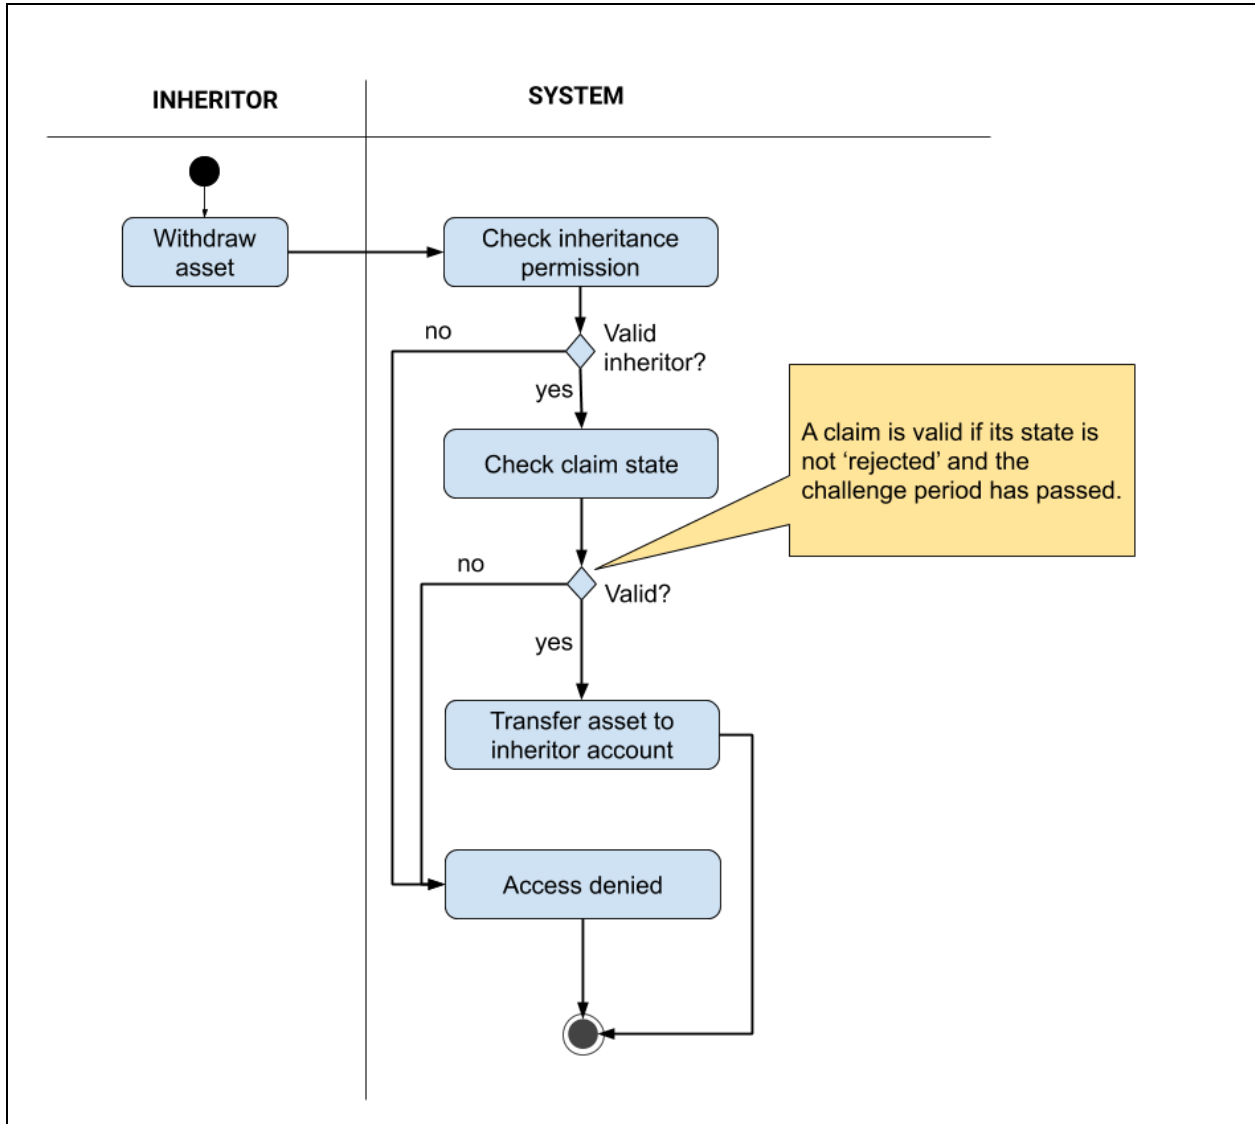 INHERITOR
SYSTEM
Withdraw
asset
Check inheritance
permission
no
Valid
inheritor?
yes
Check claim state
A claim is valid if its state is
not ‘rejected’ and the
challenge period has passed.
no
Valid?
yes
Transfer asset to
inheritor account
Access denied